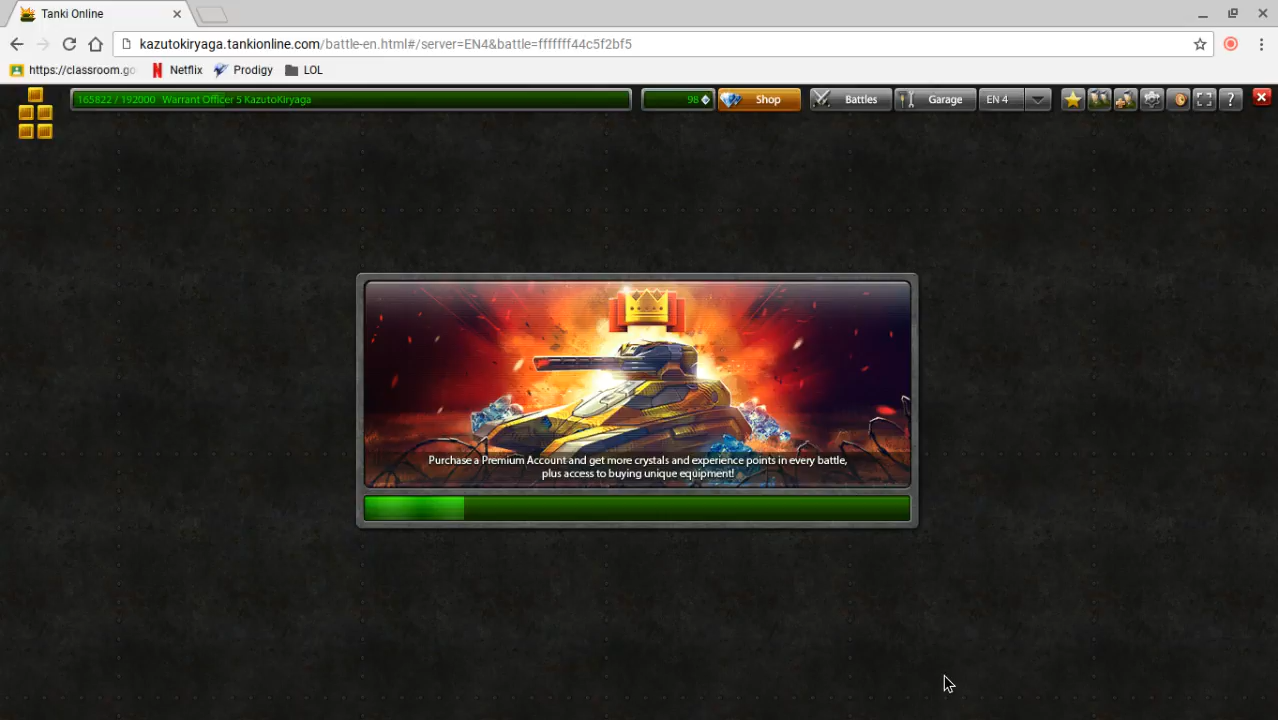 Tanki Online
kazutokiryaga.tankionline.com/battle-en.html#/server=EN4&battle=fffffff44c5f2bf5
https://classroom.go Netflix Prodigy LOL
165822 / 192000 Warrant Officer 5 KazutoKiryaga 98 Shop Battles Garage EN 4 ?
Purchase a Premium Account and get more crystals and experience points in every battle,
plus access to buying unique equipment!